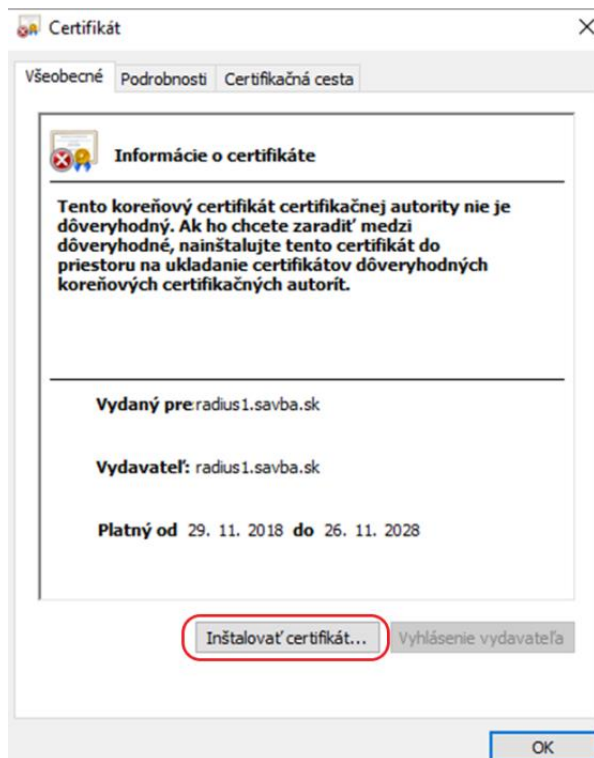 Certifikát
Všeobecné Podrobnosti Certifikačná cesta
Informácie o certifikáte
Tento koreňový certifikát certifikačnej autority nie je
dôveryhodný. Ak ho chcete zaradiť medzi
dôveryhodné, nainštalujte tento certifikát do
priestoru na ukladanie certifikátov dôveryhodných
koreňových certifikačných autorít.
Vydaný pre: radius1.savba.sk
Vydavateľ: radius1.savba.sk
Platný od 29. 11. 2018 do 26. 11. 2028
Inštalovať certifikát... Vyhlásenie vydavateľa
OK